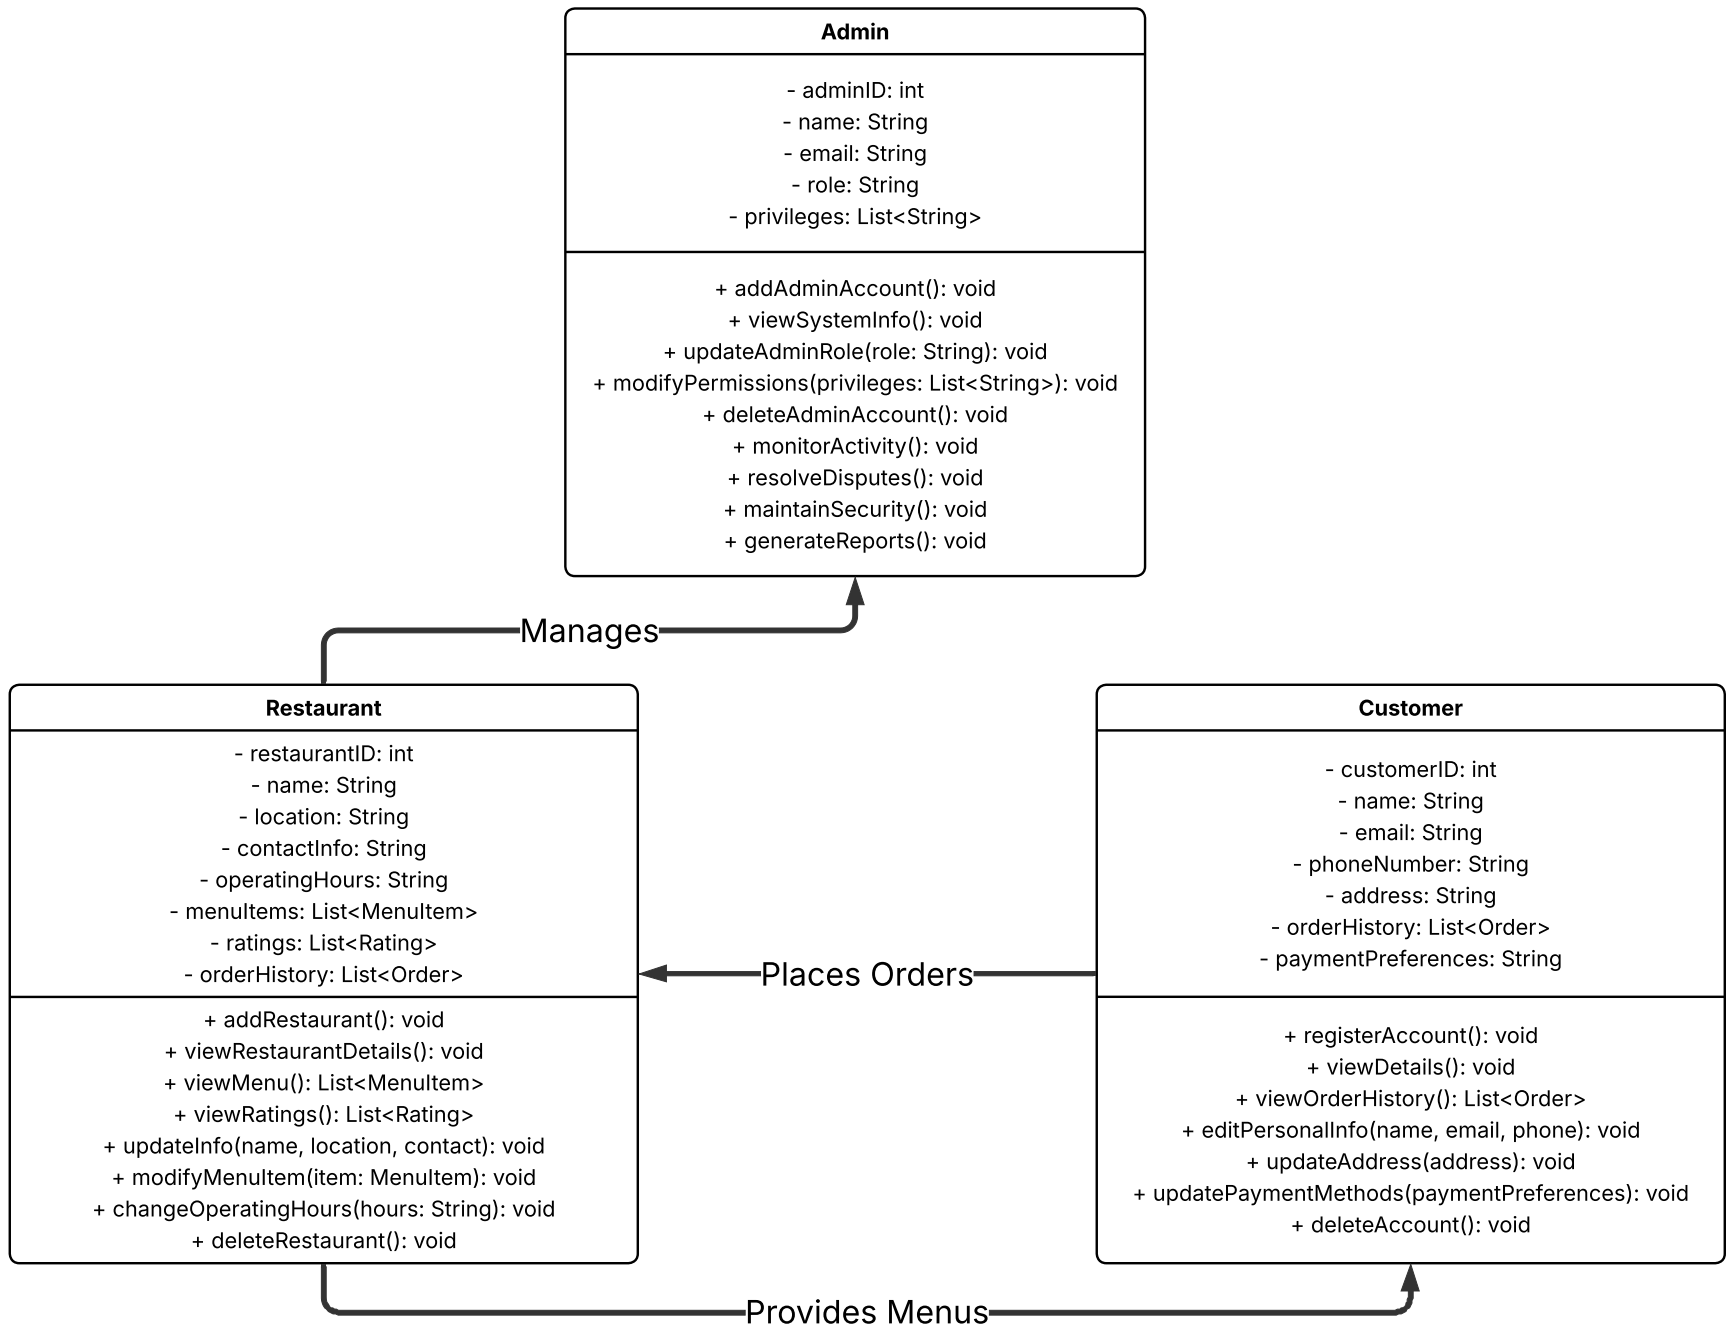 Admin
- adminID: int
- name: String
- email: String
- role: String
- privileges: List<String>
+ addAdminAccount(): void
+ viewSystemInfo(): void
+ updateAdminRole(role: String): void
+ modifyPermissions(privileges: List<String>): void
+ deleteAdminAccount(): void
+ monitorActivity(): void
+ resolveDisputes(): void
+ maintainSecurity(): void
+ generateReports(): void
Manages
Restaurant
- restaurantID: int
- name: String
- location: String
- contactInfo: String
- operatingHours: String
- menuItems: List<MenuItem>
- ratings: List<Rating>
- orderHistory: List<Order>
+ addRestaurant(): void
+ viewRestaurantDetails(): void
+ viewMenu(): List<MenuItem>
+ viewRatings(): List<Rating>
+ updateInfo(name, location, contact): void
+ modifyMenuItem(item: MenuItem): void
+ changeOperatingHours(hours: String): void
+ deleteRestaurant(): void
Places Orders
Customer
- customerID: int
- name: String
- email: String
- phoneNumber: String
- address: String
- orderHistory: List<Order>
- paymentPreferences: String
+ registerAccount(): void
+ viewDetails(): void
+ viewOrderHistory(): List<Order>
+ editPersonalInfo(name, email, phone): void
+ updateAddress(address): void
+ updatePaymentMethods(paymentPreferences): void
+ deleteAccount(): void
Provides Menus